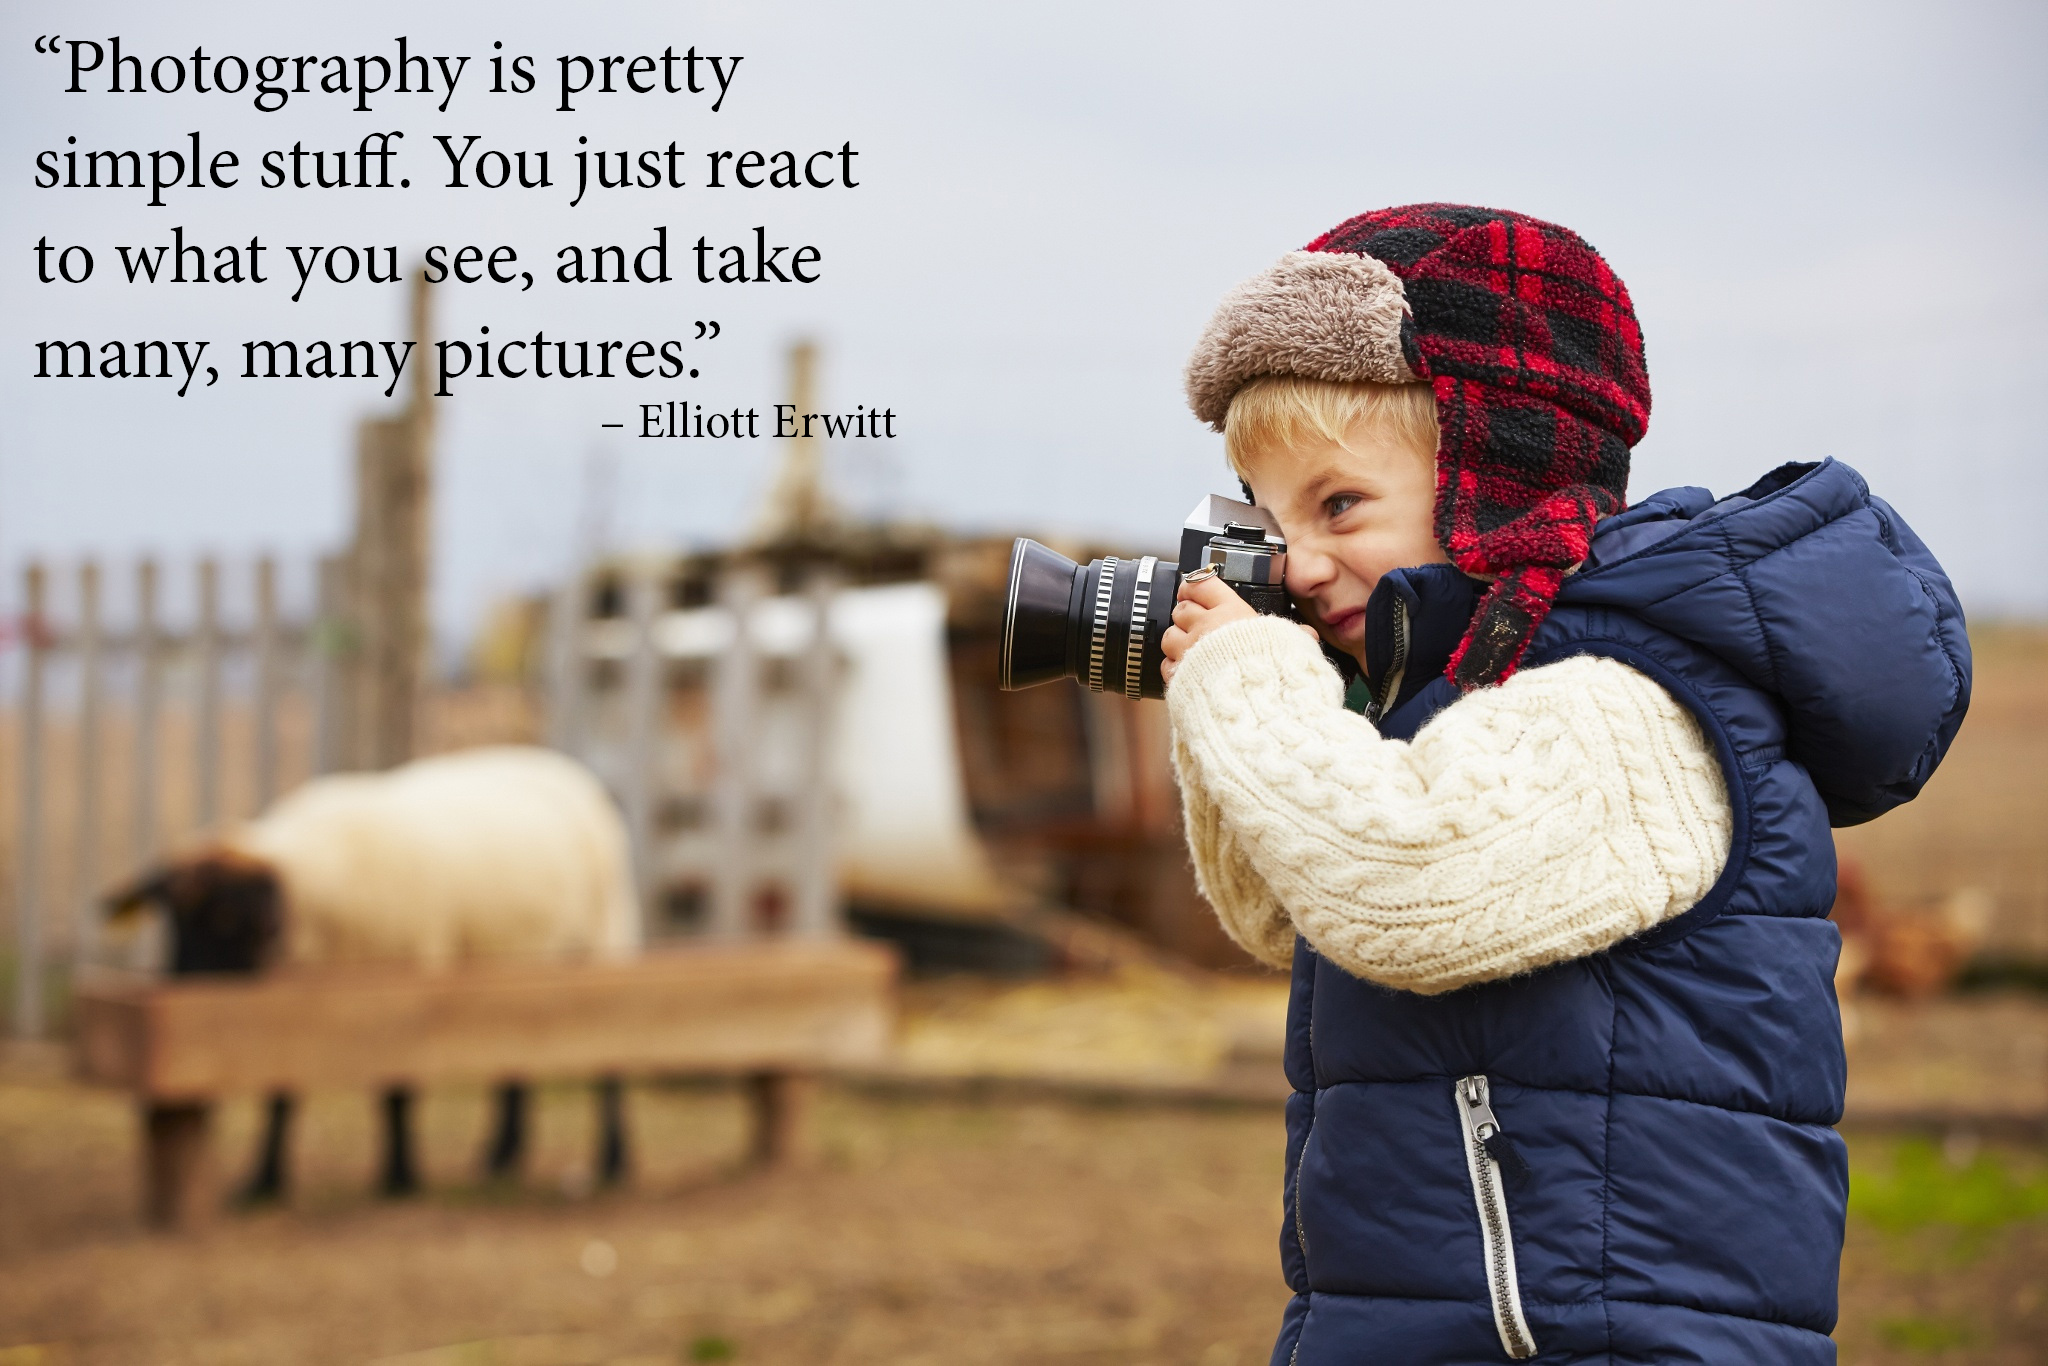 “Photography is pretty
simple stuff. You just react
to what you see, and take
many, many pictures.”
– Elliott Erwitt